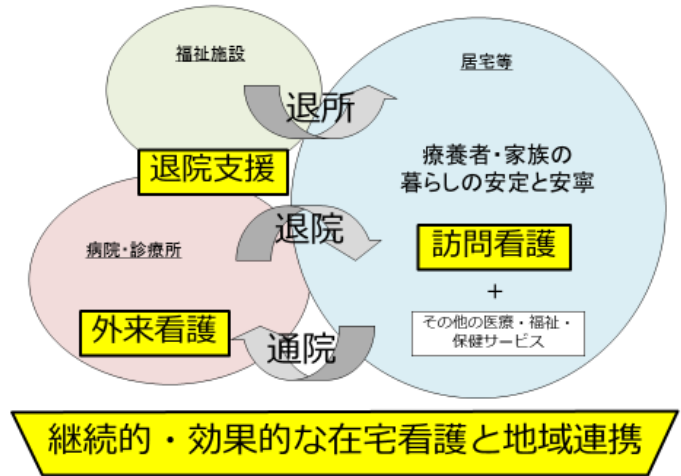 福祉施設
居宅等
退所
療養者・家族の
暮らしの安定と安寧
退院支援
退院
訪問看護
病院・診療所
+
外来看護
その他の医療・福祉・
保健サービス
通院
継続的・効果的な在宅看護と地域連携